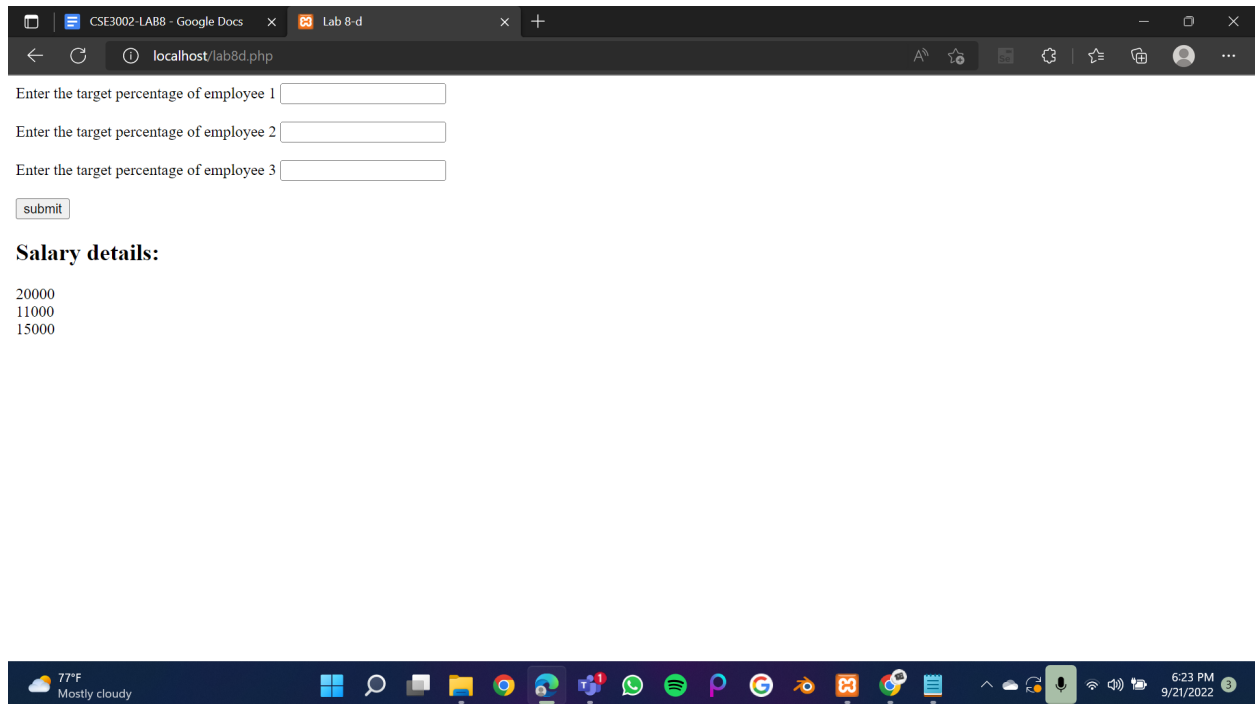 CSE3002-LAB8 - Google Docs
Lab 8-d
localhost/lab8d.php
Enter the target percentage of employee 1
Enter the target percentage of employee 2
Enter the target percentage of employee 3
submit
Salary details:
20000
11000
15000
77°F
Mostly cloudy
1
6:23 PM
9/21/2022
3